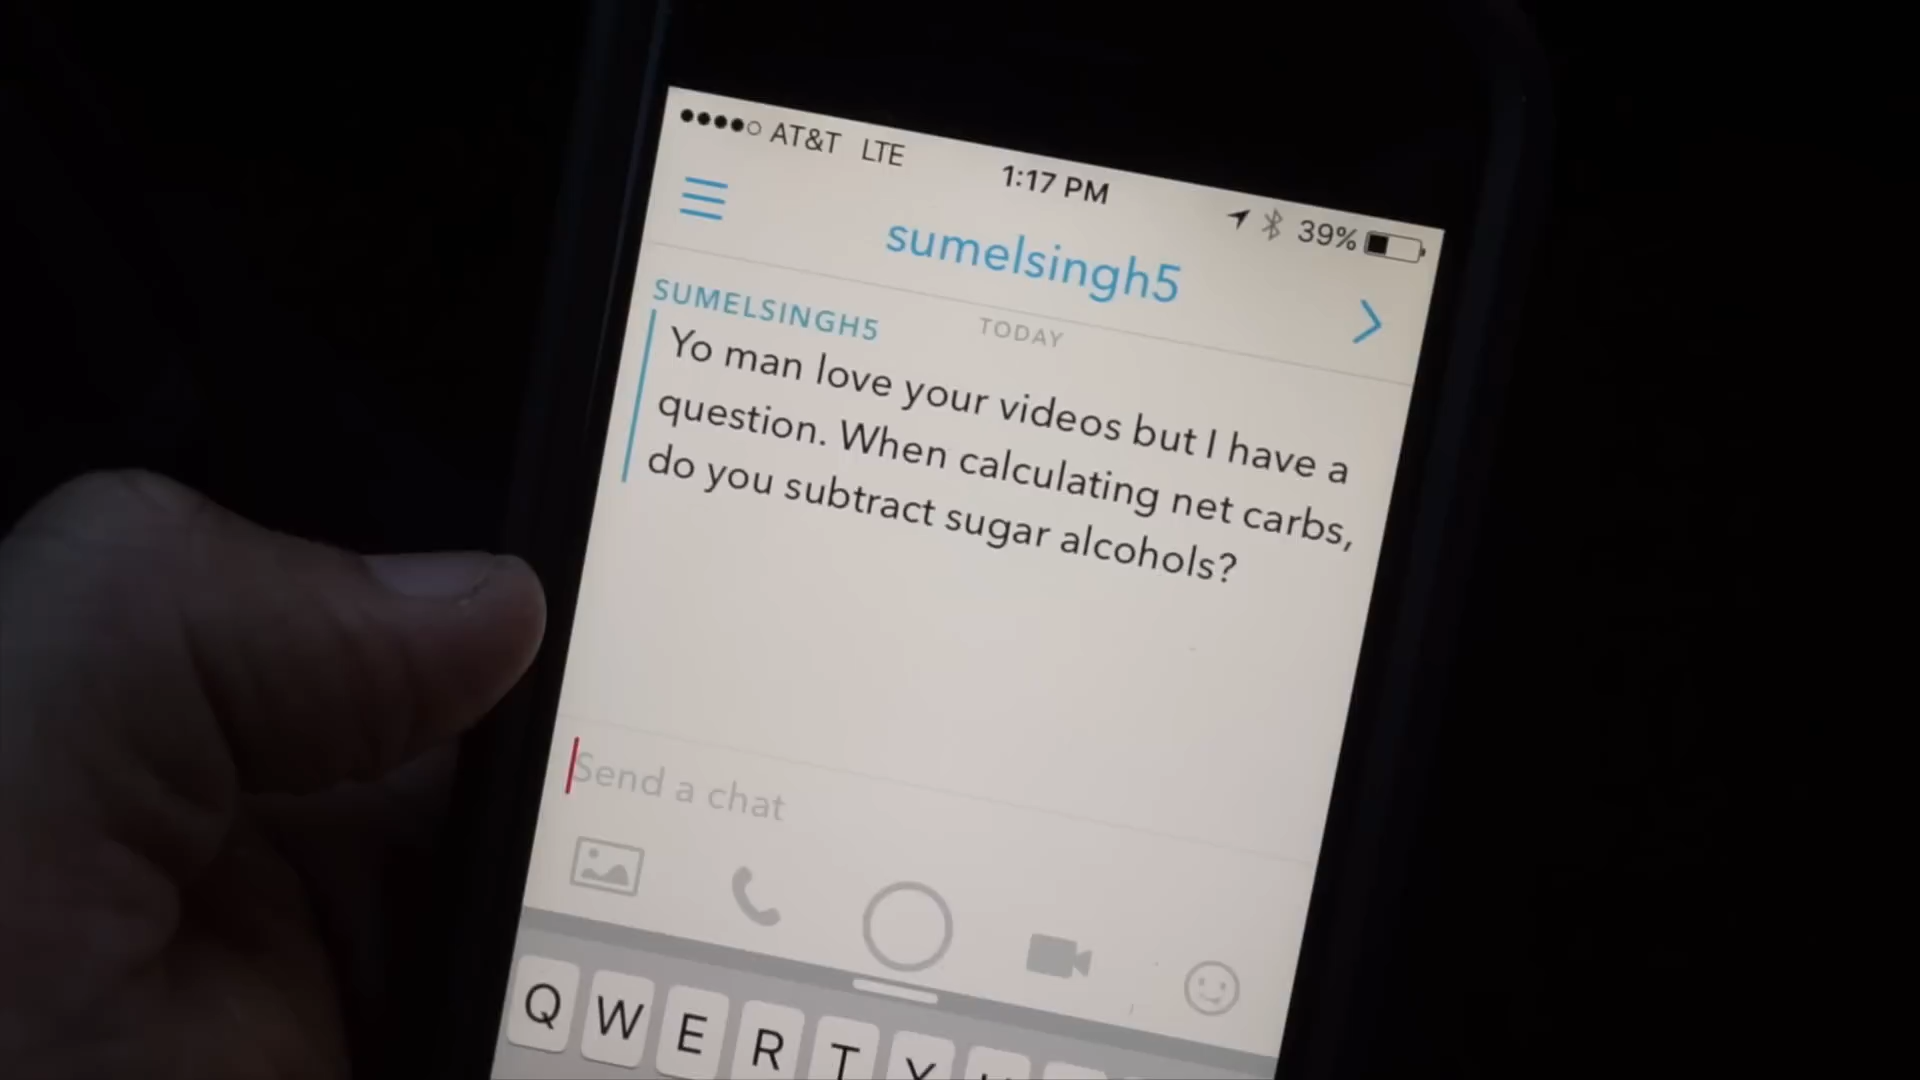 AT&T LTE 1:17 PM 39%
sumelsingh5
SUMELSINGH5
TODAY
Yo man love your videos but I have a
question. When calculating net carbs,
do you subtract sugar alcohols?
Send a chat
Q W E R T Y